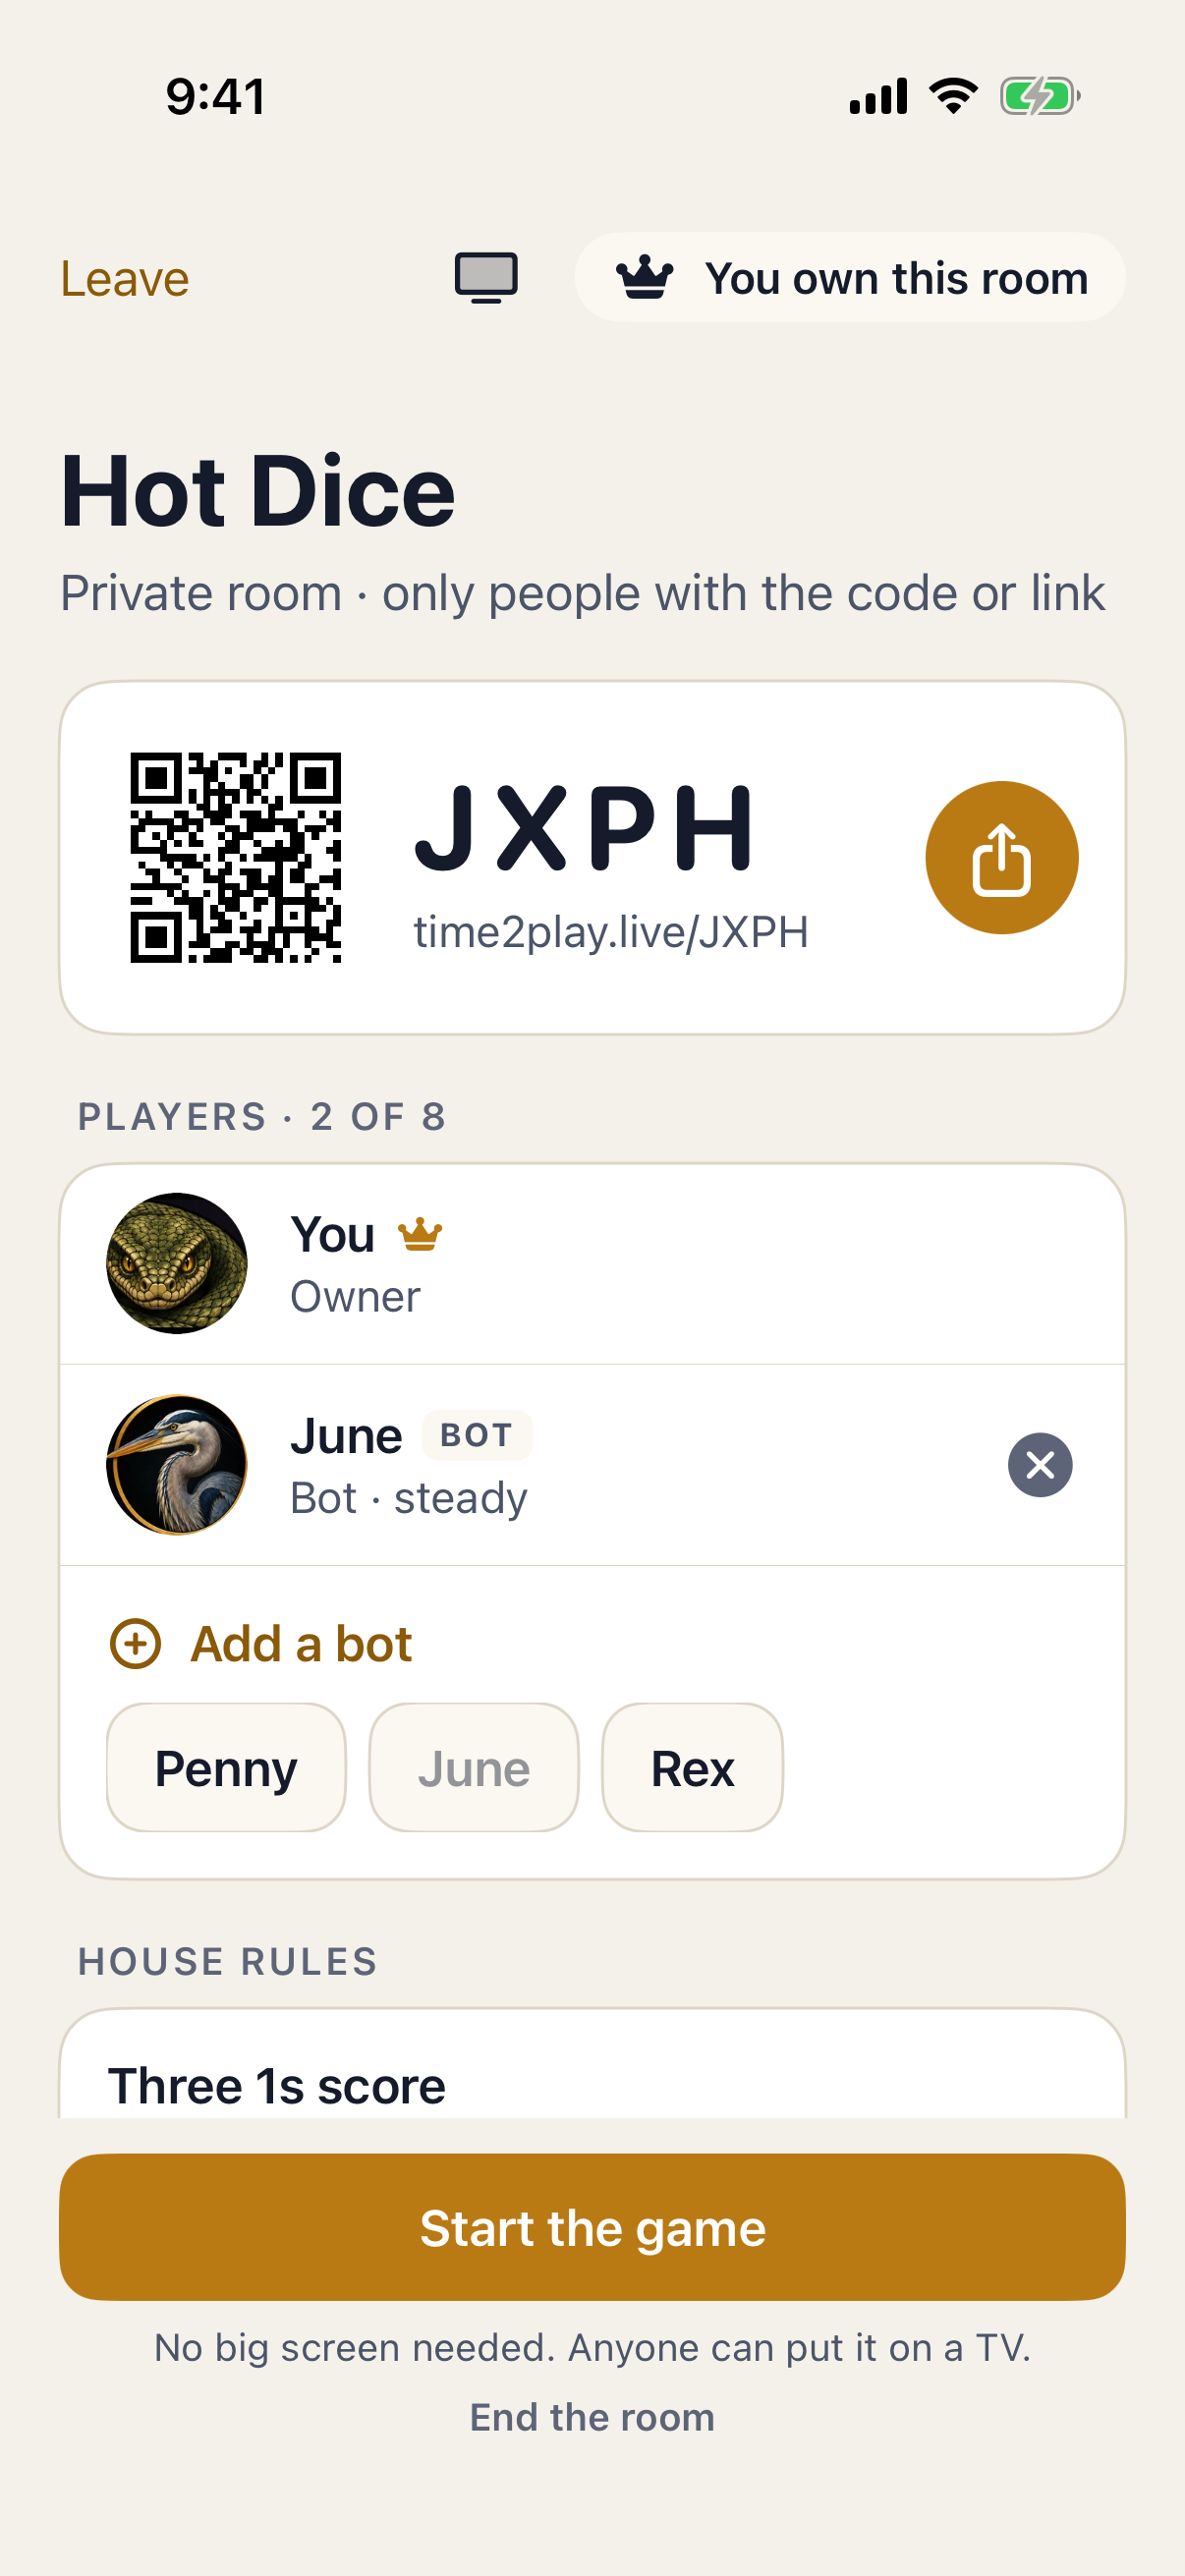 9:41
Leave
You own this room
Hot Dice
Private room · only people with the code or link
JXPH
time2play.live/JXPH
PLAYERS · 2 OF 8
You
Owner
June BOT
Bot · steady
Add a bot
Penny June Rex
HOUSE RULES
Three 1s score
Start the game
No big screen needed. Anyone can put it on a TV.
End the room